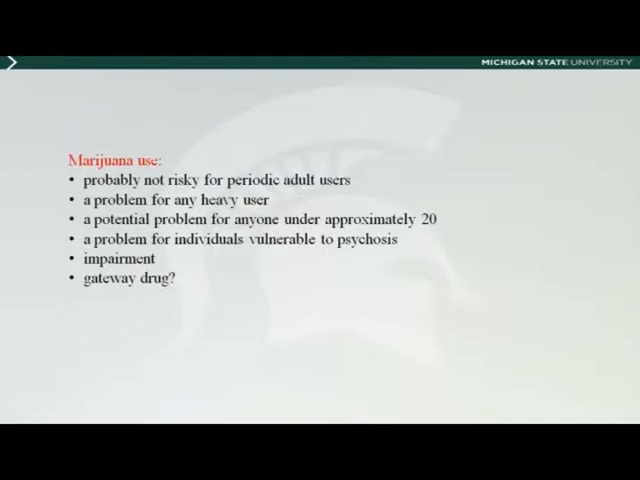 MICHIGAN STATE UNIVERSITY
Marijuana use:
• probably not risky for periodic adult users
• a problem for any heavy user
• a potential problem for anyone under approximately 20
• a problem for individuals vulnerable to psychosis
• impairment
• gateway drug?